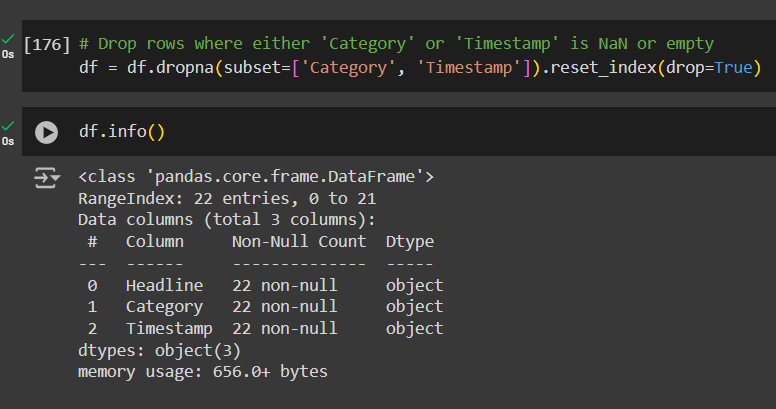 [176] # Drop rows where either 'Category' or 'Timestamp' is NaN or empty
0s
df = df.dropna(subset=['Category', 'Timestamp']).reset_index(drop=True)
df.info()
0s
<class 'pandas.core.frame.DataFrame'>
RangeIndex: 22 entries, 0 to 21
Data columns (total 3 columns):
 #   Column     Non-Null Count  Dtype
---  ------     --------------  -----
 0   Headline   22 non-null     object
 1   Category   22 non-null     object
 2   Timestamp  22 non-null     object
dtypes: object(3)
memory usage: 656.0+ bytes